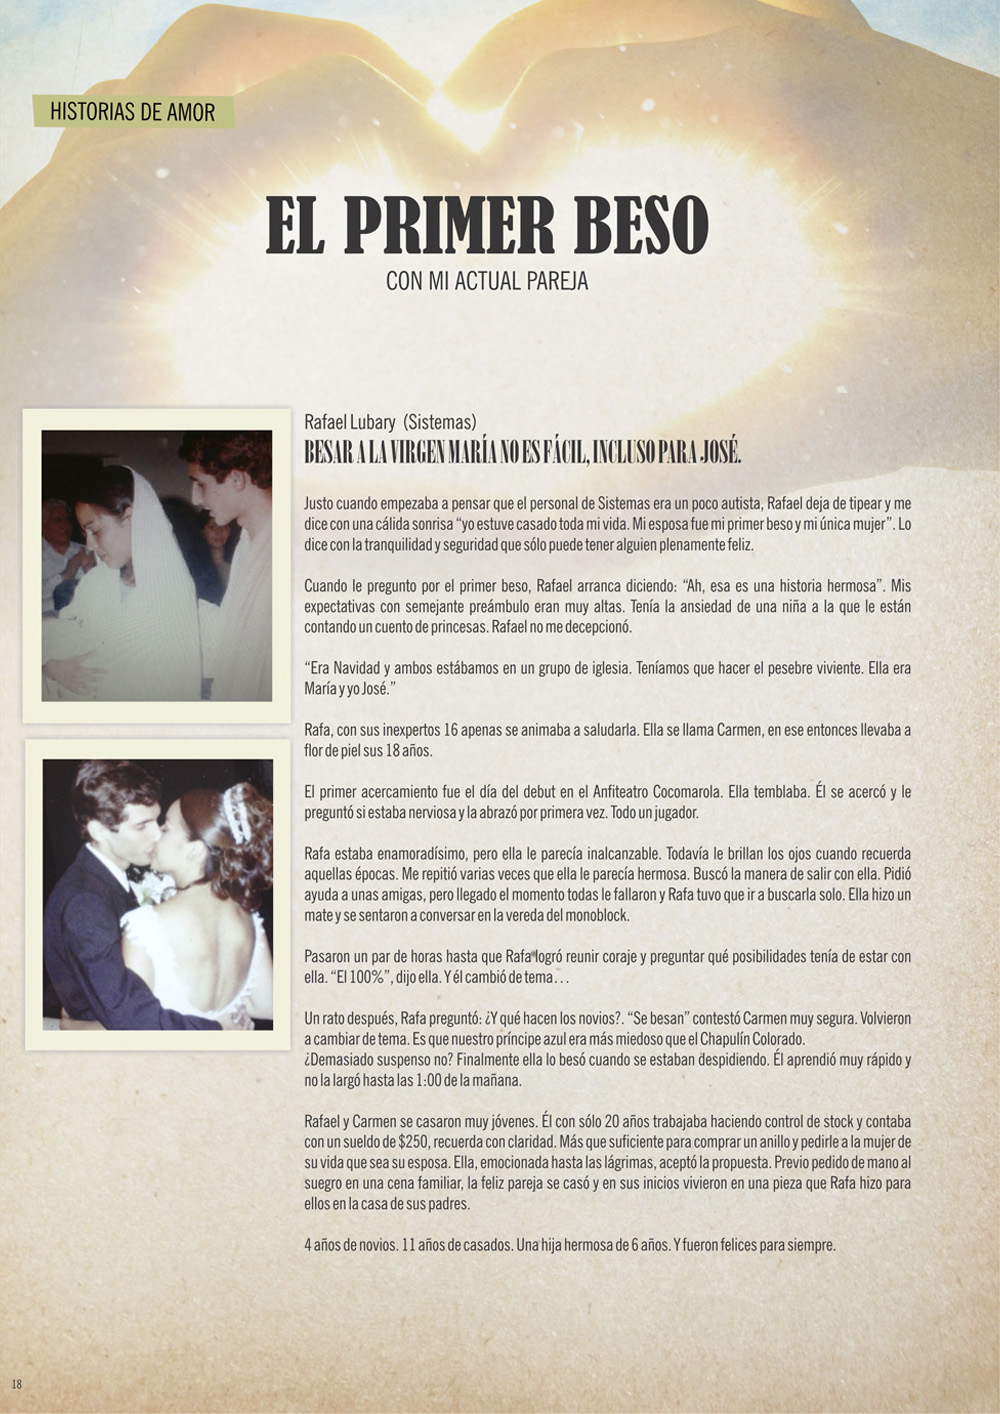 HISTORIAS DE AMOR
EL PRIMER BESO
CON MI ACTUAL PAREJA
Rafael Lubary (Sistemas)
BESAR A LA VIRGEN MARÍA NO ES FÁCIL, INCLUSO PARA JOSÉ.
Justo cuando empezaba a pensar que el personal de Sistemas era un poco autista, Rafael deja de tipear y me
dice con una cálida sonrisa “yo estuve casado toda mi vida. Mi esposa fue mi primer beso y mi única mujer”. Lo
dice con la tranquilidad y seguridad que sólo puede tener alguien plenamente feliz.
Cuando le pregunto por el primer beso, Rafael arranca diciendo: “Ah, esa es una historia hermosa”. Mis
expectativas con semejante preámbulo eran muy altas. Tenía la ansiedad de una niña a la que le están
contando un cuento de princesas. Rafael no me decepcionó.
“Era Navidad y ambos estábamos en un grupo de iglesia. Teníamos que hacer el pesebre viviente. Ella era
María y yo José.”
Rafa, con sus inexpertos 16 apenas se animaba a saludarla. Ella se llama Carmen, en ese entonces llevaba a
flor de piel sus 18 años.
El primer acercamiento fue el día del debut en el Anfiteatro Cocomarola. Ella temblaba. Él se acercó y le
preguntó si estaba nerviosa y la abrazó por primera vez. Todo un jugador.
Rafa estaba enamoradísimo, pero ella le parecía inalcanzable. Todavía le brillan los ojos cuando recuerda
aquellas épocas. Me repitió varias veces que ella le parecía hermosa. Buscó la manera de salir con ella. Pidió
ayuda a unas amigas, pero llegado el momento todas le fallaron y Rafa tuvo que ir a buscarla solo. Ella hizo un
mate y se sentaron a conversar en la vereda del monoblock.
Pasaron un par de horas hasta que Rafa logró reunir coraje y preguntar qué posibilidades tenía de estar con
ella. “El 100%”, dijo ella. Y él cambió de tema…
Un rato después, Rafa preguntó: ¿Y qué hacen los novios?. “Se besan” contestó Carmen muy segura. Volvieron
a cambiar de tema. Es que nuestro príncipe azul era más miedoso que el Chapulín Colorado.
¿Demasiado suspenso no? Finalmente ella lo besó cuando se estaban despidiendo. Él aprendió muy rápido y
no la largó hasta las 1:00 de la mañana.
Rafael y Carmen se casaron muy jóvenes. Él con sólo 20 años trabajaba haciendo control de stock y contaba
con un sueldo de $250, recuerda con claridad. Más que suficiente para comprar un anillo y pedirle a la mujer de
su vida que sea su esposa. Ella, emocionada hasta las lágrimas, aceptó la propuesta. Previo pedido de mano al
suegro en una cena familiar, la feliz pareja se casó y en sus inicios vivieron en una pieza que Rafa hizo para
ellos en la casa de sus padres.
4 años de novios. 11 años de casados. Una hija hermosa de 6 años. Y fueron felices para siempre.
18